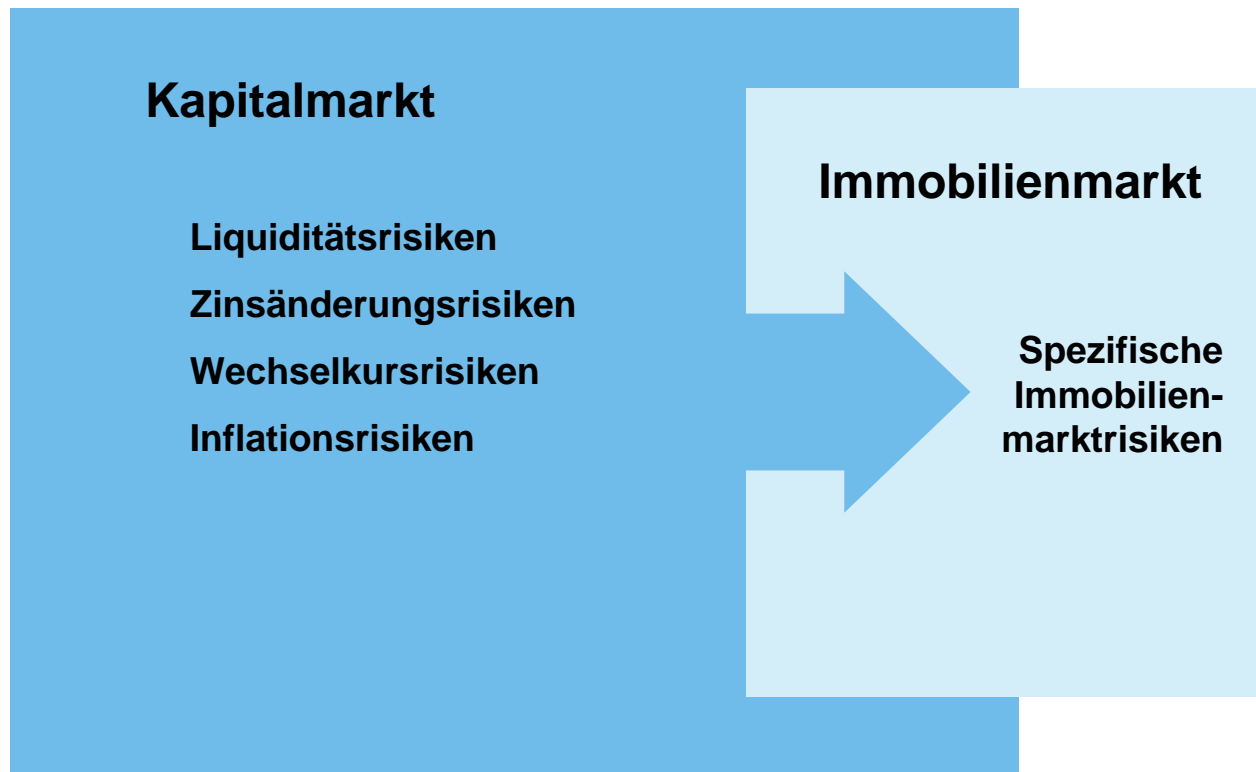 Kapitalmarkt
Liquiditätsrisiken
Zinsänderungsrisiken
Wechselkursrisiken
Inflationsrisiken
Immobilienmarkt
Spezifische
Immobilien-
marktrisiken